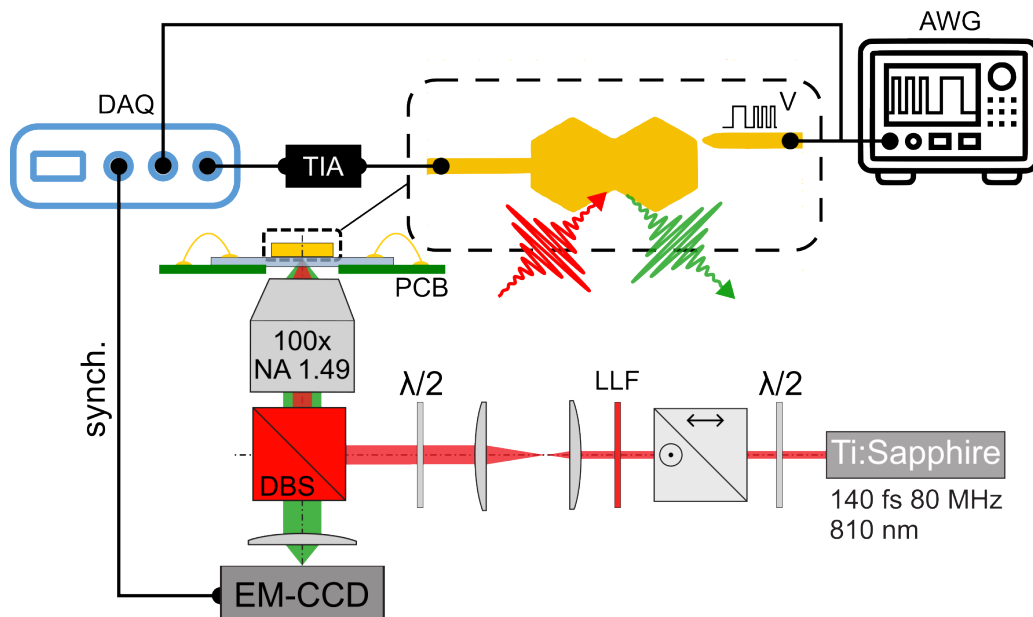 AWG
DAQ
V
TIA
PCB
100x
NA 1.49
synch.
λ/2
LLF
λ/2
DBS
Ti:Sapphire
140 fs 80 MHz
810 nm
EM-CCD